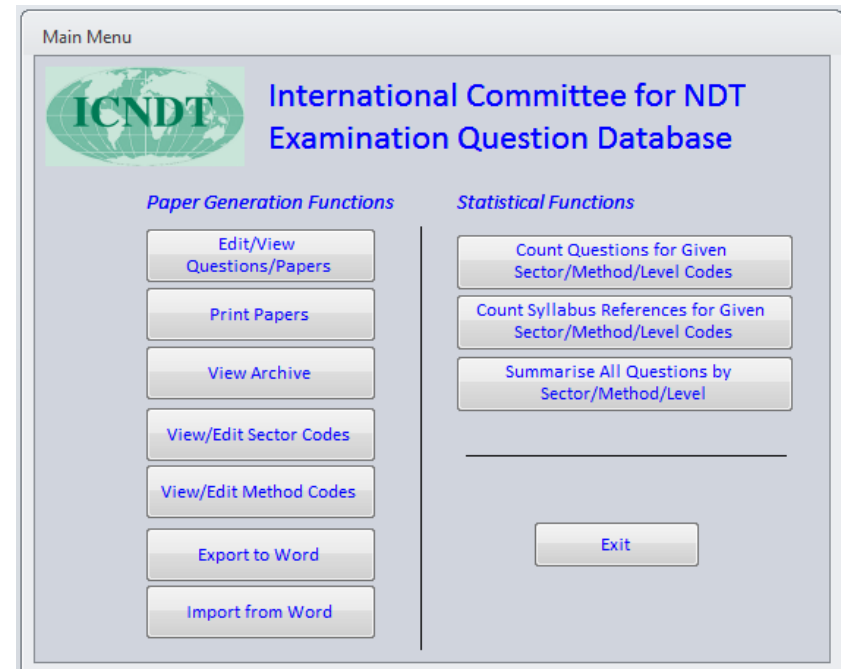 Main Menu
ICNDT
International Committee for NDT
Examination Question Database
Paper Generation Functions
Edit/View
Questions/Papers
Print Papers
View Archive
View/Edit Sector Codes
View/Edit Method Codes
Export to Word
Import from Word
Statistical Functions
Count Questions for Given
Sector/Method/Level Codes
Count Syllabus References for Given
Sector/Method/Level Codes
Summarise All Questions by
Sector/Method/Level
Exit